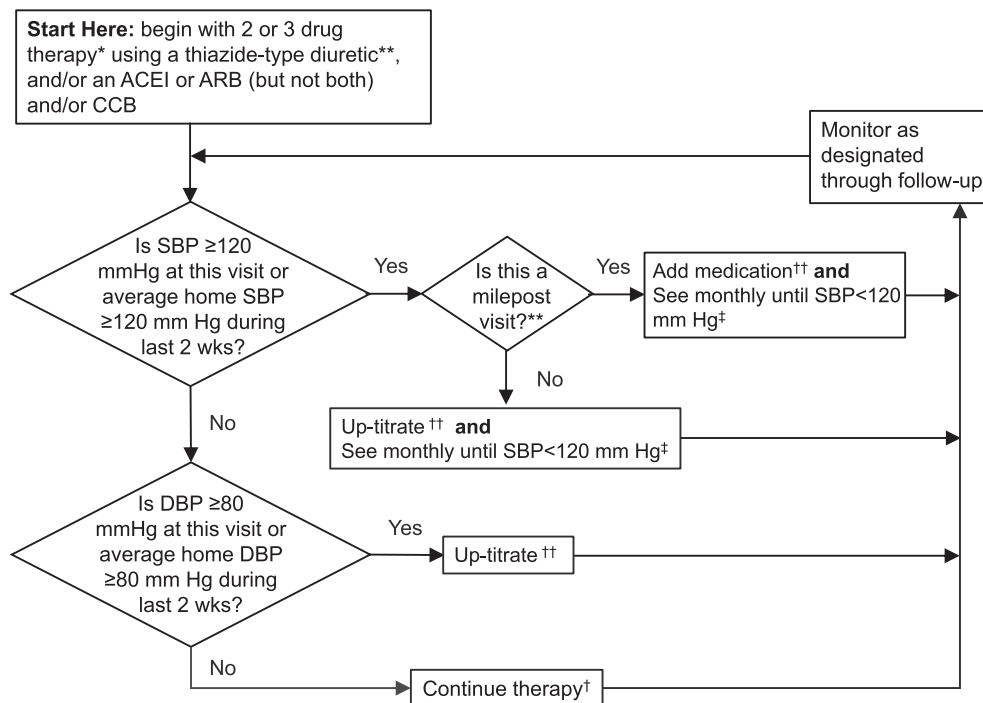 Start Here: begin with 2 or 3 drug
therapy* using a thiazide-type diuretic**,
and/or an ACEI or ARB (but not both)
and/or CCB
Monitor as
designated
through follow-up
Is SBP ≥120
mmHg at this visit or
average home SBP
≥120 mm Hg during
last 2 wks?
Yes
Is this a
milepost
visit?**
Yes
Add medication†† and
See monthly until SBP<120
mm Hg‡
No
No
Up-titrate †† and
See monthly until SBP<120 mm Hg‡
Is DBP ≥80
mmHg at this visit or
average home DBP
≥80 mm Hg during
last 2 wks?
Yes
Up-titrate ††
No
Continue therapy†